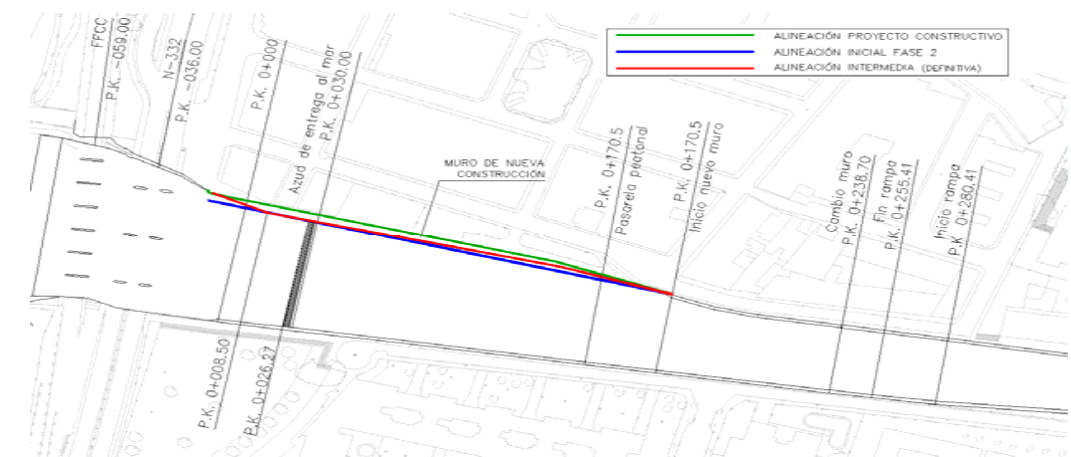 ALINEACIÓN PROYECTO CONSTRUCTIVO
ALINEACIÓN INICIAL FASE 2
ALINEACIÓN INTERMEDIA (DEFINITIVA)
FFCC
P.K. -059.00
N-332
P.K. -036.00
P.K. 0+000
Azud de entrega al mar
P.K. 0+030.00
MURO DE NUEVA
CONSTRUCCIÓN
P.K. 0+170.5
Pasarela peatonal
P.K. 0+170.5
Inicio nuevo muro
Cambio muro
P.K. 0+238.70
Fin rampa
P.K. 0+255.41
Inicio rampa
P.K 0+280.41
P.K. 0+008.50
P.K. 0+026.27